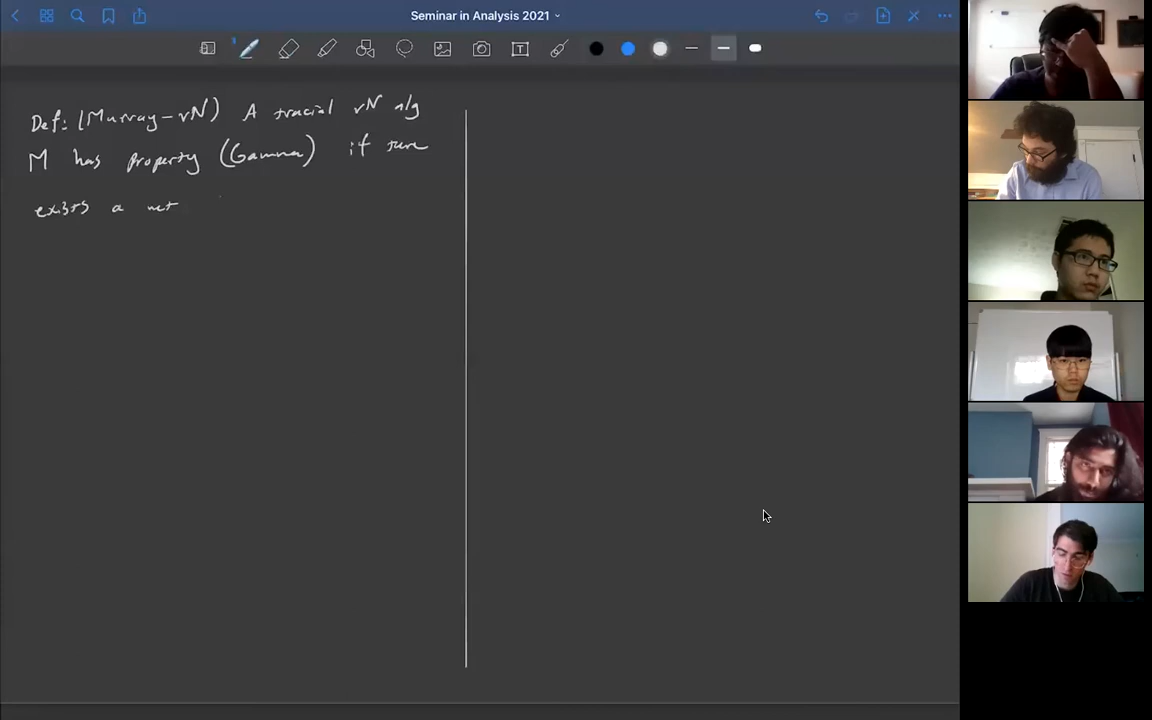 Seminar in Analysis 2021
Def: (Murray-vN) A tracial vN alg
M has property (Gamma) if there
exists a net